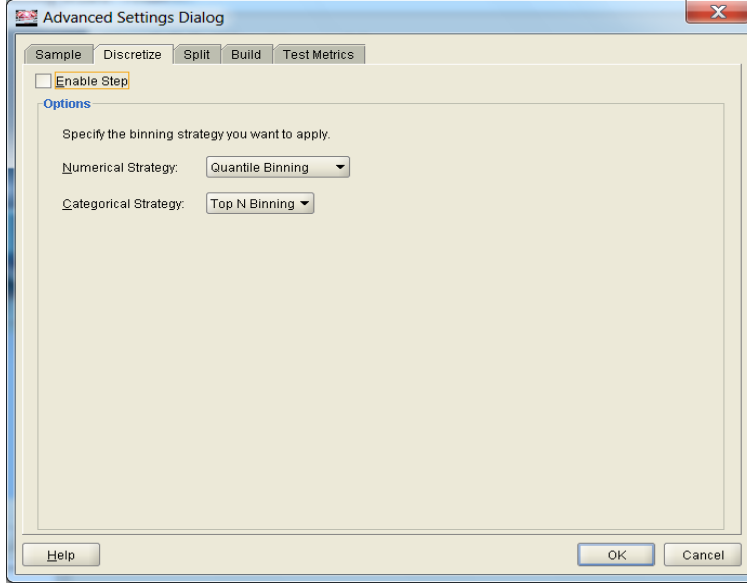 Advanced Settings Dialog
X
Sample Discretize Split Build Test Metrics
Enable Step
Options
Specify the binning strategy you want to apply.
Numerical Strategy: Quantile Binning
Categorical Strategy: Top N Binning
Help OK Cancel